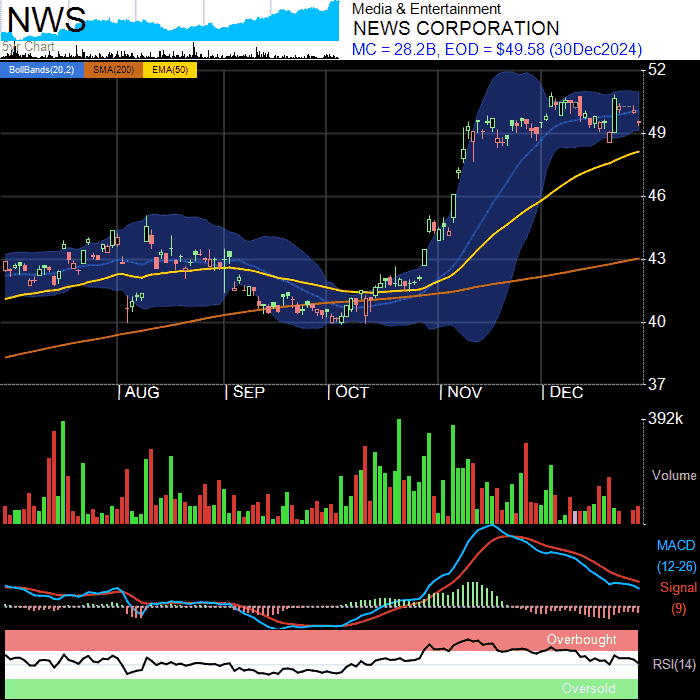 NWS
5yr Chart
Media & Entertainment
NEWS CORPORATION
MC = 28.2B, EOD = $49.58 (30Dec2024)
BollBands(20,2) SMA(200) EMA(50)
52
49
46
43
40
37
AUG SEP OCT NOV DEC
392k
Volume
MACD
(12-26)
Signal
(9)
Overbought
RSI(14)
Oversold